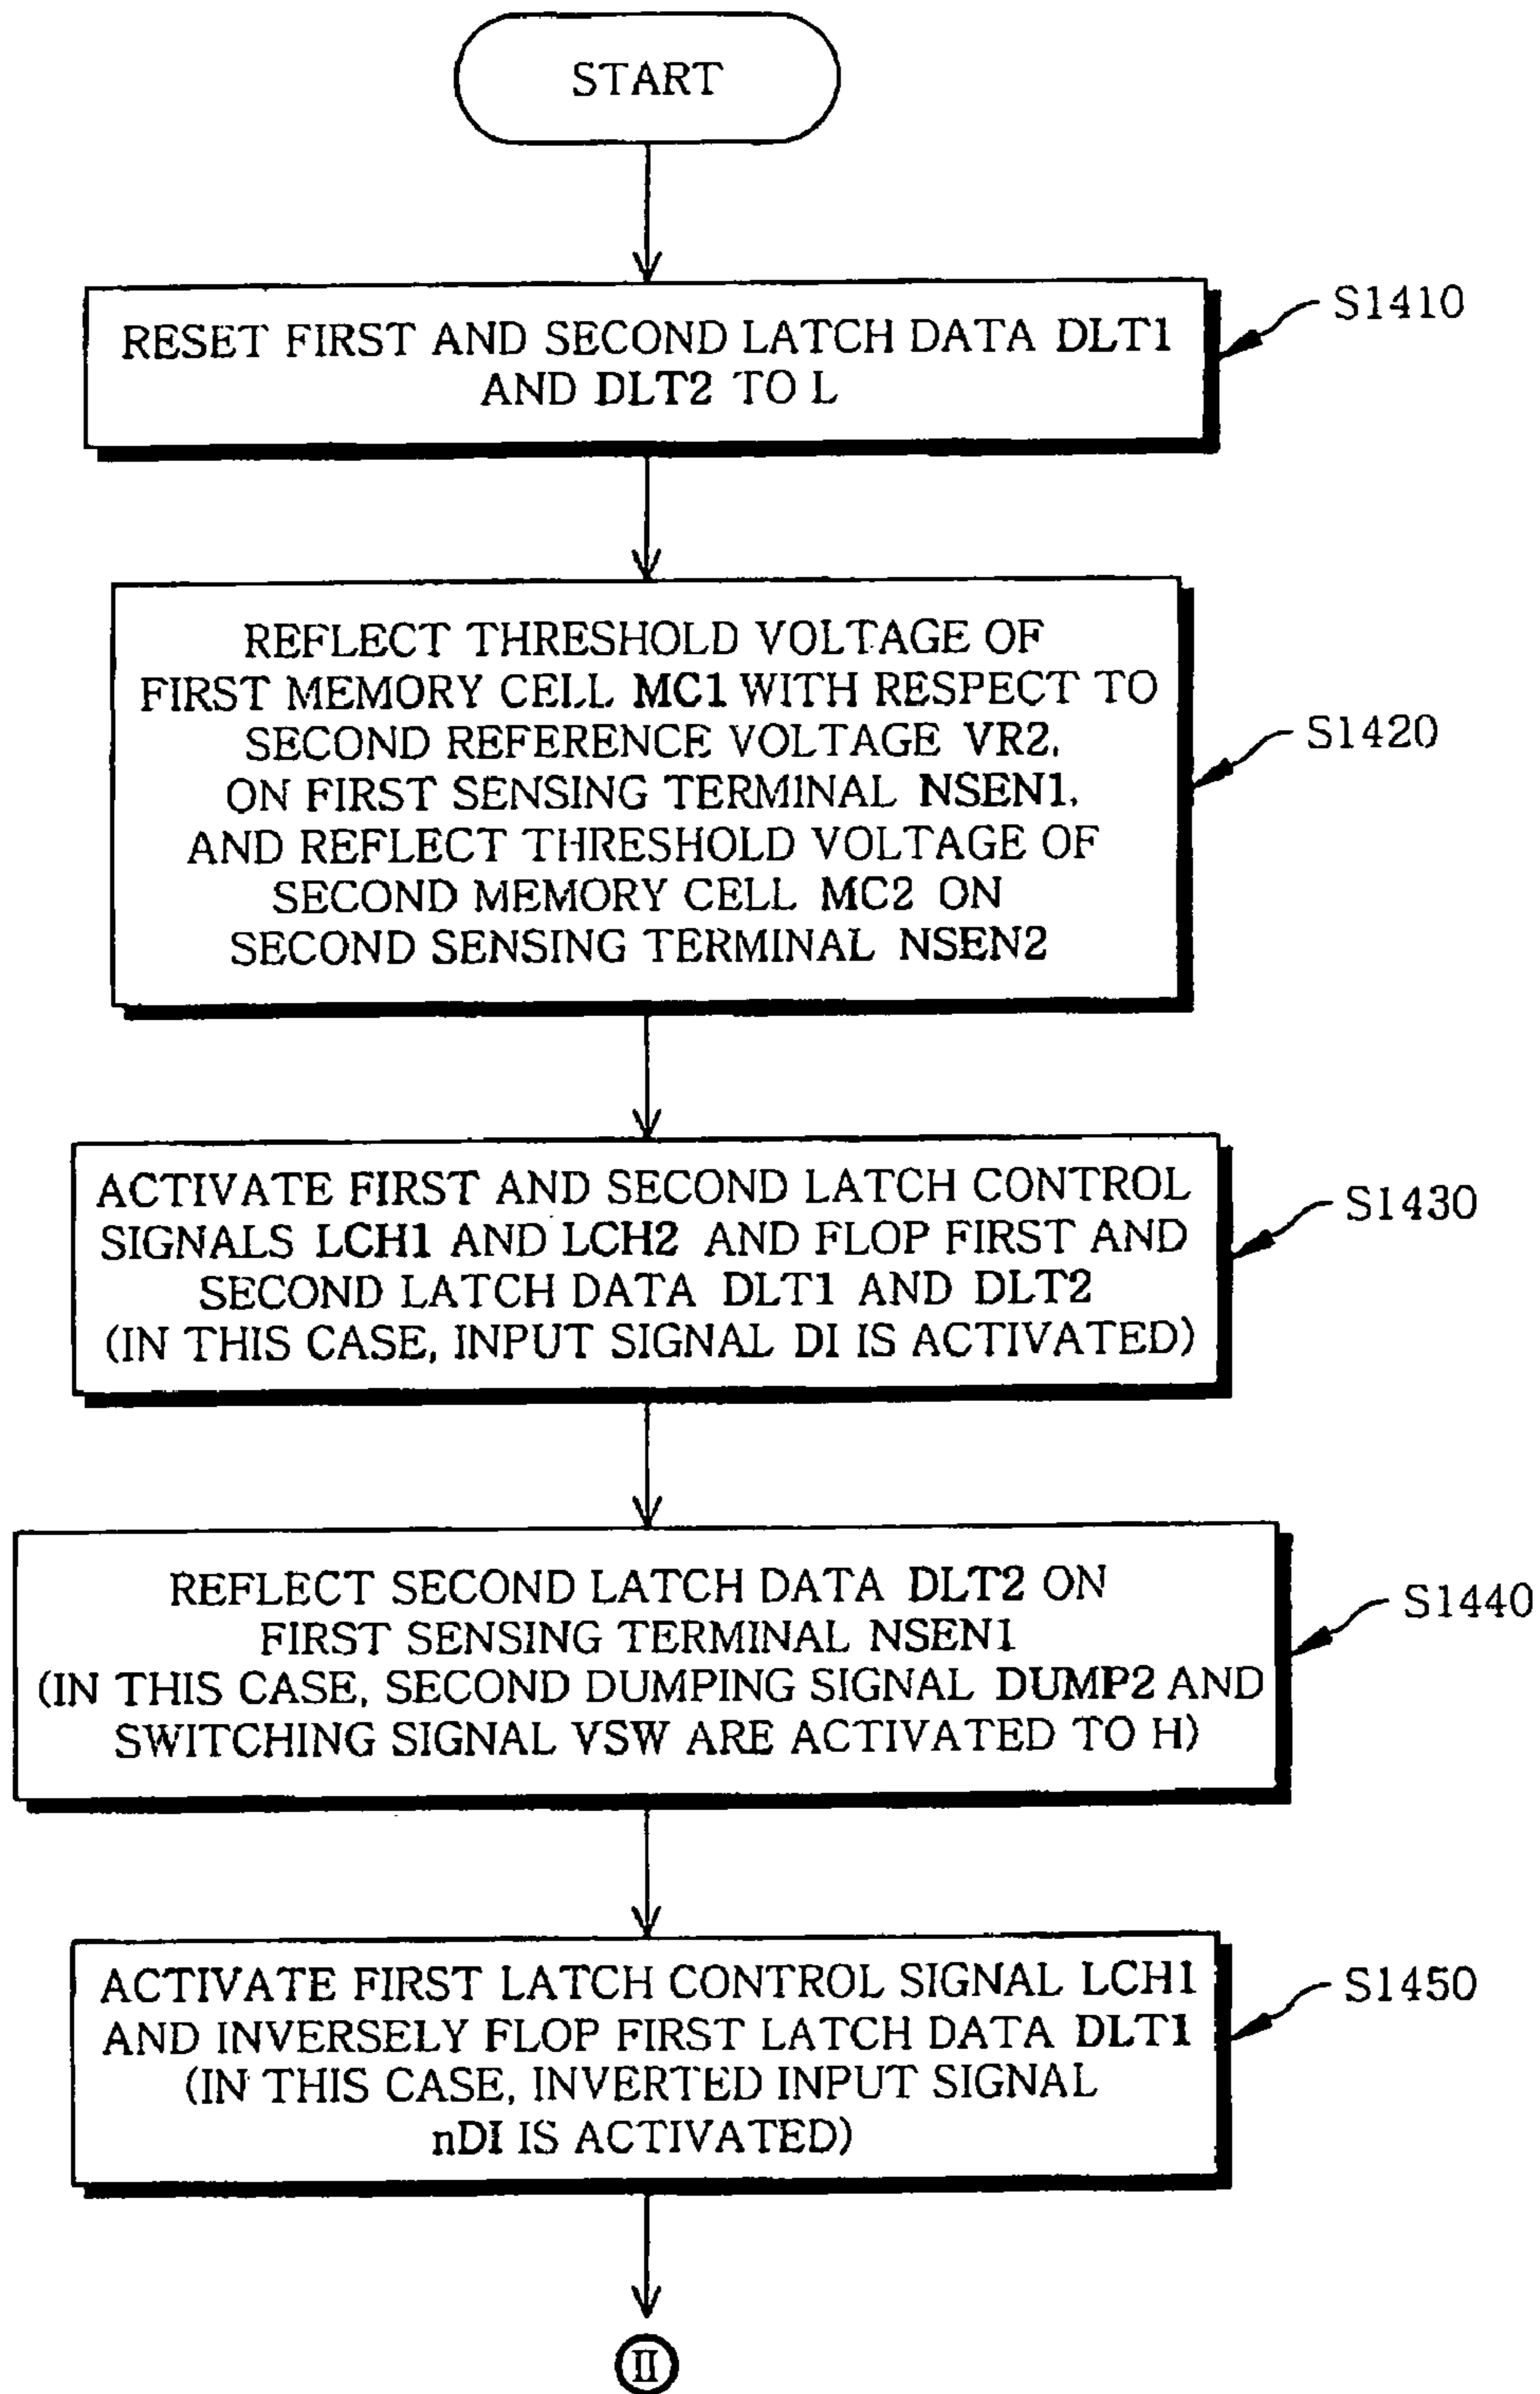 START
RESET FIRST AND SECOND LATCH DATA DLT1
AND DLT2 TO L
S1410
REFLECT THRESHOLD VOLTAGE OF
FIRST MEMORY CELL MC1 WITH RESPECT TO
SECOND REFERENCE VOLTAGE VR2,
ON FIRST SENSING TERMINAL NSEN1,
AND REFLECT THRESHOLD VOLTAGE OF
SECOND MEMORY CELL MC2 ON
SECOND SENSING TERMINAL NSEN2
S1420
ACTIVATE FIRST AND SECOND LATCH CONTROL
SIGNALS LCH1 AND LCH2 AND FLOP FIRST AND
SECOND LATCH DATA DLT1 AND DLT2
(IN THIS CASE, INPUT SIGNAL DI IS ACTIVATED)
S1430
REFLECT SECOND LATCH DATA DLT2 ON
FIRST SENSING TERMINAL NSEN1
(IN THIS CASE, SECOND DUMPING SIGNAL DUMP2 AND
SWITCHING SIGNAL VSW ARE ACTIVATED TO H)
S1440
ACTIVATE FIRST LATCH CONTROL SIGNAL LCH1
AND INVERSELY FLOP FIRST LATCH DATA DLT1
(IN THIS CASE, INVERTED INPUT SIGNAL
nDI IS ACTIVATED)
S1450
II